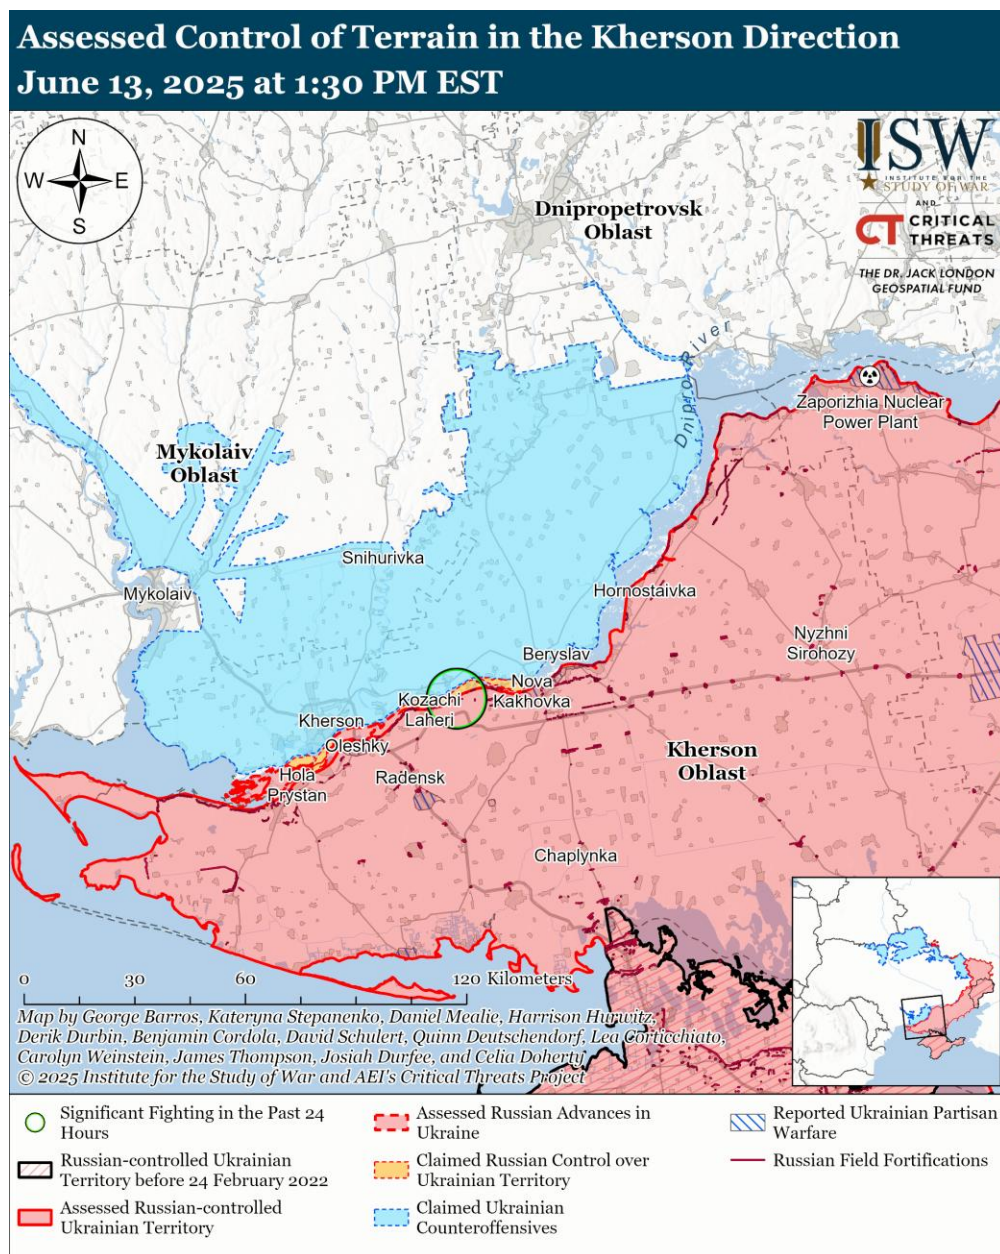 Assessed Control of Terrain in the Kherson Direction
June 13, 2025 at 1:30 PM EST
N
W
E
S
ISW
INSTITUTE FOR THE
STUDY OF WAR
AND
CT CRITICAL
THREATS
THE DR. JACK LONDON
GEOSPATIAL FUND
Dnipropetrovsk
Oblast
Dnipro River
Zaporizhia Nuclear
Power Plant
Mykolaiv
Oblast
Snihurivka
Mykolaiv
Dnipro River
Hornostaivka
Nyzhni
Sirohozy
Beryslav
Nova
Kakhovka
Kozachi
Laheri
Kherson
Oleshky
Hola
Prystan
Radensk
Kherson
Oblast
Chaplynka
0 30 60 120 Kilometers
Map by George Barros, Kateryna Stepanenko, Daniel Mealie, Harrison Hurwitz,
Derik Durbin, Benjamin Cordola, David Schulert, Quinn Deutschendorf, Lea Corticchiato,
Carolyn Weinstein, James Thompson, Josiah Durfee, and Celia Doherty
© 2025 Institute for the Study of War and AEI's Critical Threats Project
Significant Fighting in the Past 24
Hours
Russian-controlled Ukrainian
Territory before 24 February 2022
Assessed Russian-controlled
Ukrainian Territory
Assessed Russian Advances in
Ukraine
Claimed Russian Control over
Ukrainian Territory
Claimed Ukrainian
Counteroffensives
Reported Ukrainian Partisan
Warfare
Russian Field Fortifications